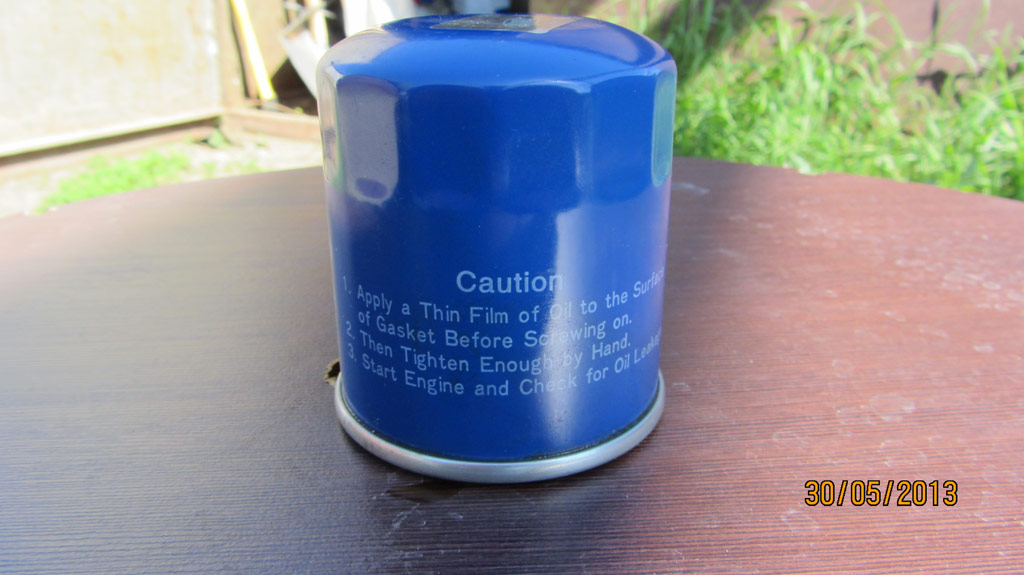 Caution
1. Apply a Thin Film of Oil to the Surface
of Gasket Before Screwing on.
2. Then Tighten Enough by Hand.
3. Start Engine and Check for Oil
30/05/2013